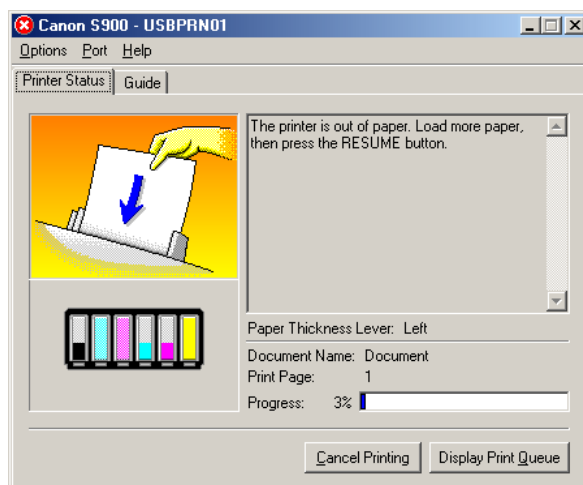 Canon S900 - USBPRN01
Options Port Help
Printer Status Guide
The printer is out of paper. Load more paper,
then press the RESUME button.
Paper Thickness Lever: Left
Document Name: Document
Print Page: 1
Progress: 3%
Cancel Printing Display Print Queue